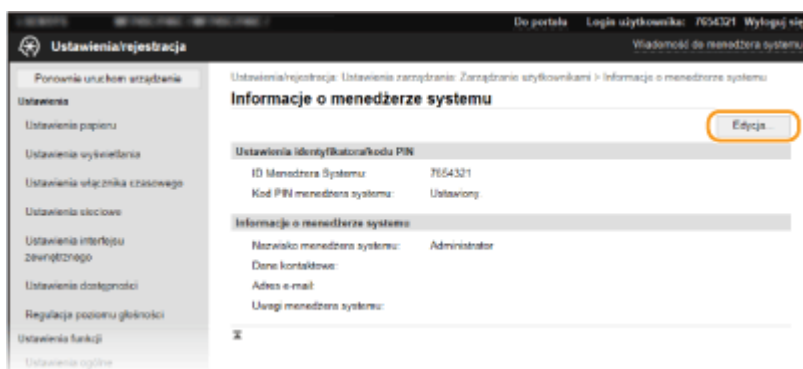 Do portalu Login użytkownika: 7654321 Wyloguj się
Ustawienia/rejestracja
Wiadomość do menedżera systemu
Ponownie uruchom urządzenie
Ustawienia
Ustawienia papieru
Ustawienia wyświetlania
Ustawienia włącznika czasowego
Ustawienia sieciowe
Ustawienia interfejsu
zewnętrznego
Ustawienia dostępności
Regulacja poziomu głośności
Ustawienia funkcji
Ustawienia ogólne
Ustawienia/rejestracja: Ustawienia zarządzania: Zarządzanie użytkownikami > Informacje o menedżerze systemu
Informacje o menedżerze systemu
Edycja...
Ustawienia identyfikatora/kodu PIN
ID Menedżera Systemu: 7654321
Kod PIN menedżera systemu: Ustawiony.
Informacje o menedżerze systemu
Nazwisko menedżera systemu: Administrator
Dane kontaktowe:
Adres e-mail:
Uwagi menedżera systemu: